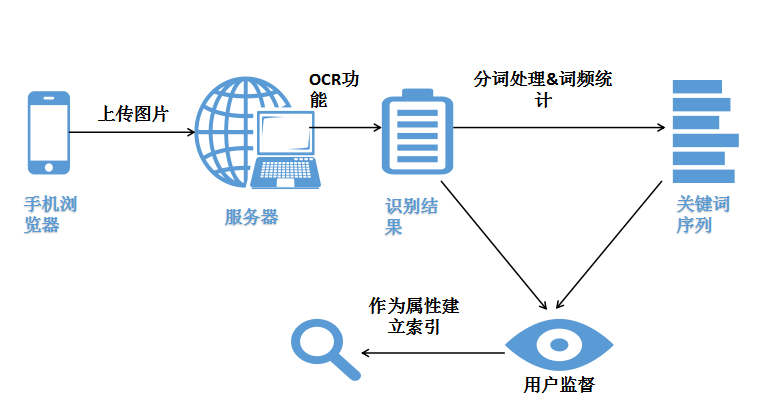 OCR功
能
分词处理&词频统
计
上传图片
手机浏
览器
服务器
识别结
果
关键词
序列
作为属性建
立索引
用户监督